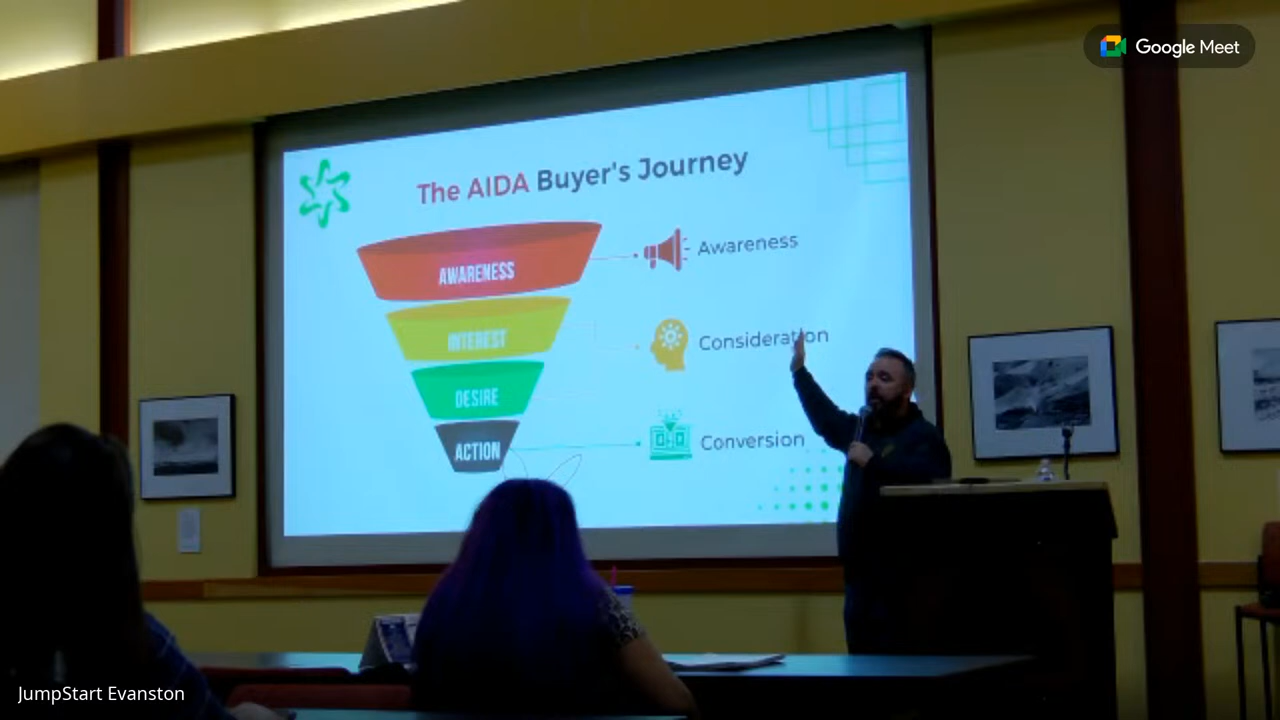 Google Meet
The AIDA Buyer's Journey
AWARENESS
Awareness
INTEREST
Consideration
DESIRE
ACTION
Conversion
JumpStart Evanston